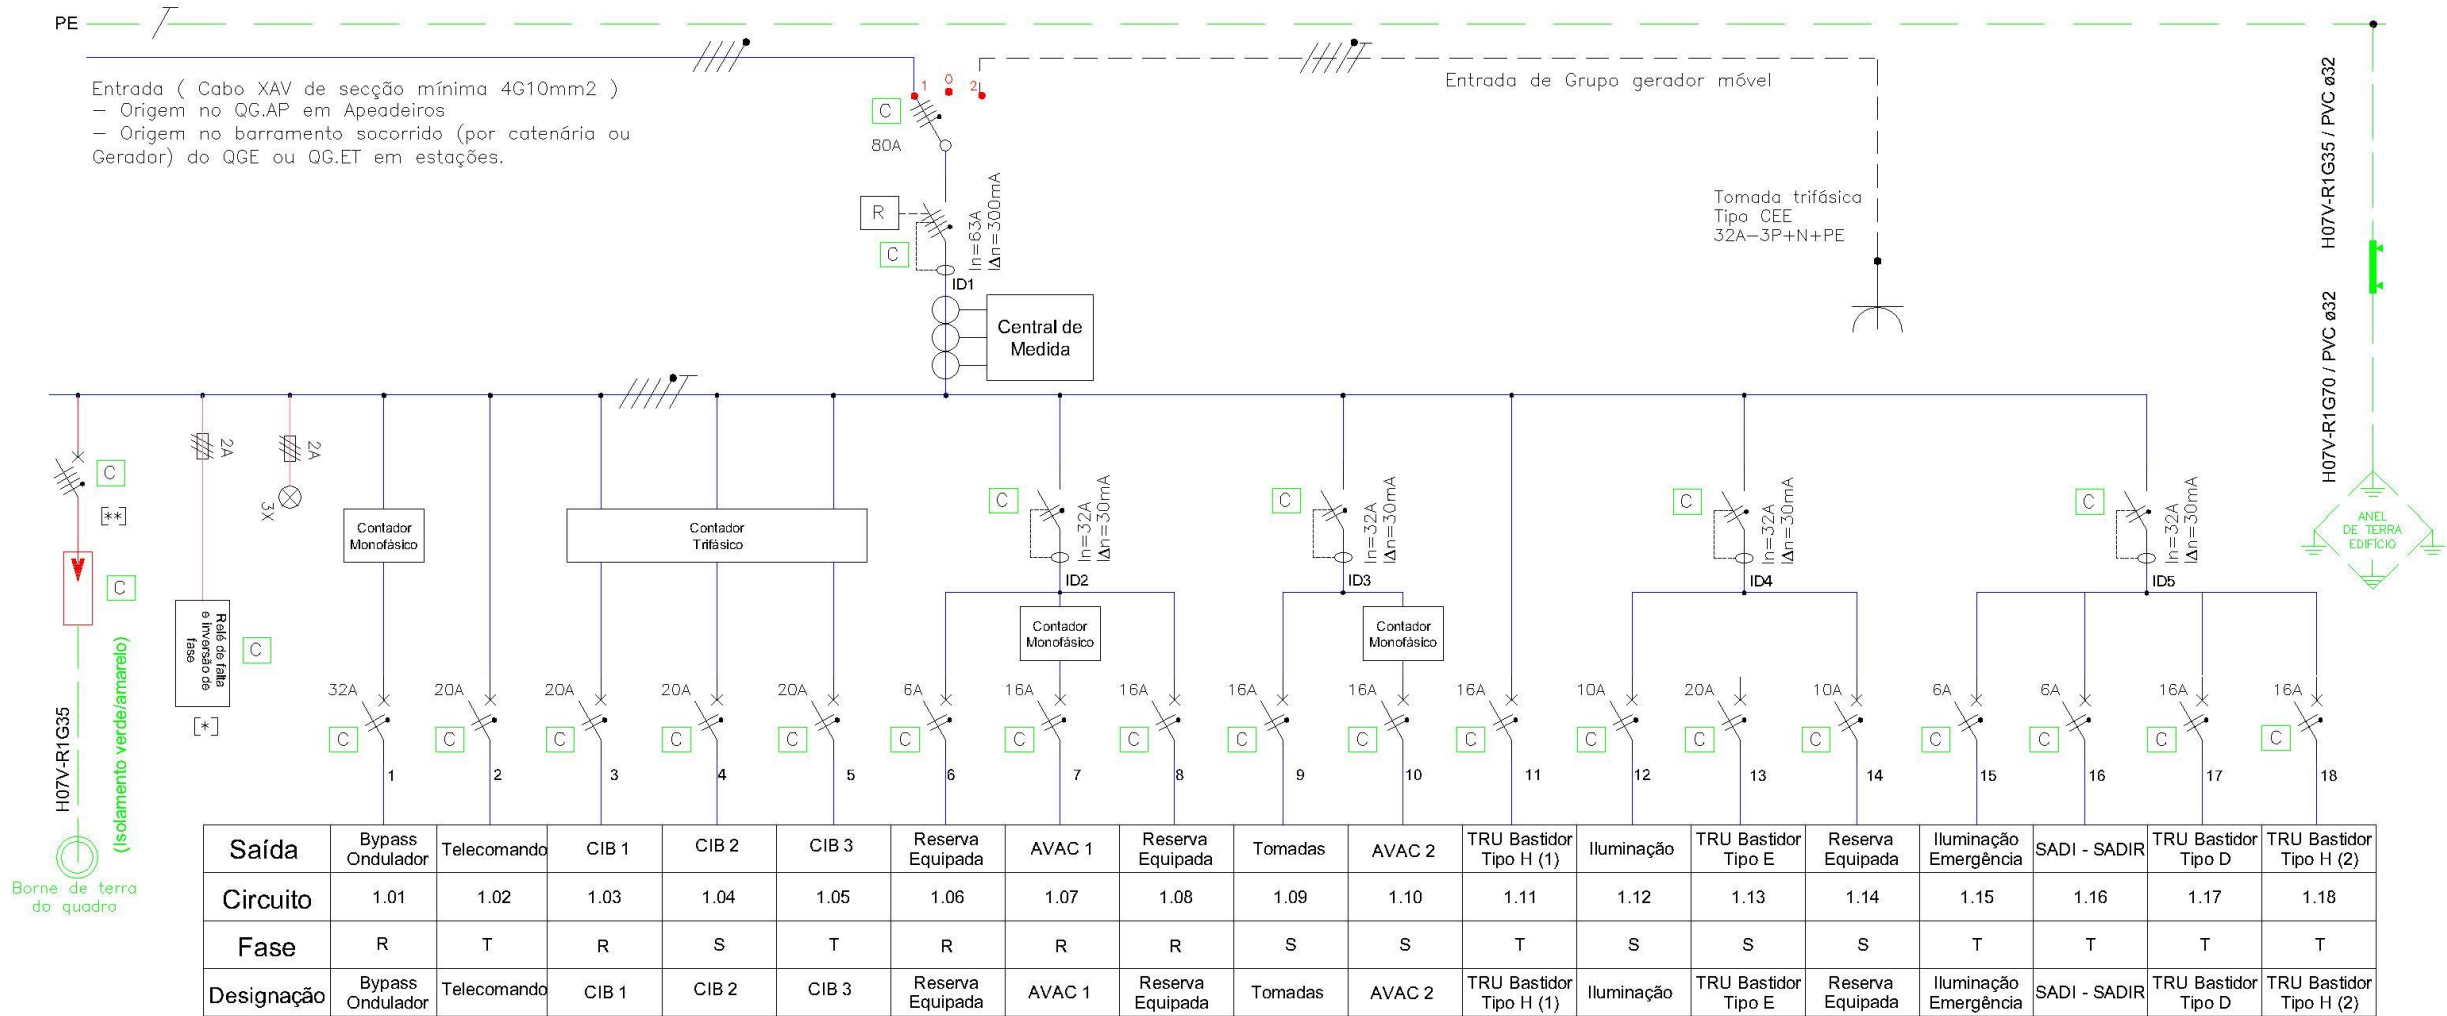 PE
Entrada ( Cabo XAV de secção mínima 4G10mm2 )
– Origem no QG.AP em Apeadeiros
– Origem no barramento socorrido (por catenária ou
Gerador) do QGE ou QG.ET em estações.
1
0
2
C
80A
Entrada de Grupo gerador móvel
R
C
In=63A
IΔn=300mA
ID1
Central de
Medida
Tomada trifásica
Tipo CEE
32A–3P+N+PE
H07V-R1G35 / PVC ø32
H07V-R1G70 / PVC ø32
ANEL
DE TERRA
EDIFÍCIO
C
[**]
C
2A
2A
3X
Relé de falta
e inversão de
fase
C
[*]
H07V-R1G35
(Isolamento verde/amarelo)
Borne de terra
do quadro
Contador
Monofásico
Contador
Trifásico
C
In=32A
IΔn=30mA
ID2
C
In=32A
IΔn=30mA
ID3
C
In=32A
IΔn=30mA
ID4
C
In=32A
IΔn=30mA
ID5
Contador
Monofásico
Contador
Monofásico
32A 20A 20A 20A 20A 6A 16A 16A 16A 16A 16A 10A 20A 10A 6A 6A 16A 16A
C C C C C C C C C C C C C C C C C C
1 2 3 4 5 6 7 8 9 10 11 12 13 14 15 16 17 18
Saída Bypass Ondulador Telecomando CIB 1 CIB 2 CIB 3 Reserva Equipada AVAC 1 Reserva Equipada Tomadas AVAC 2 TRU Bastidor Tipo H (1) Iluminação TRU Bastidor Tipo E Reserva Equipada Iluminação Emergência SADI - SADIR TRU Bastidor Tipo D TRU Bastidor Tipo H (2)
Circuito 1.01 1.02 1.03 1.04 1.05 1.06 1.07 1.08 1.09 1.10 1.11 1.12 1.13 1.14 1.15 1.16 1.17 1.18
Fase R T R S T R R R S S T S S S T T T T
Designação Bypass Ondulador Telecomando CIB 1 CIB 2 CIB 3 Reserva Equipada AVAC 1 Reserva Equipada Tomadas AVAC 2 TRU Bastidor Tipo H (1) Iluminação TRU Bastidor Tipo E Reserva Equipada Iluminação Emergência SADI - SADIR TRU Bastidor Tipo D TRU Bastidor Tipo H (2)